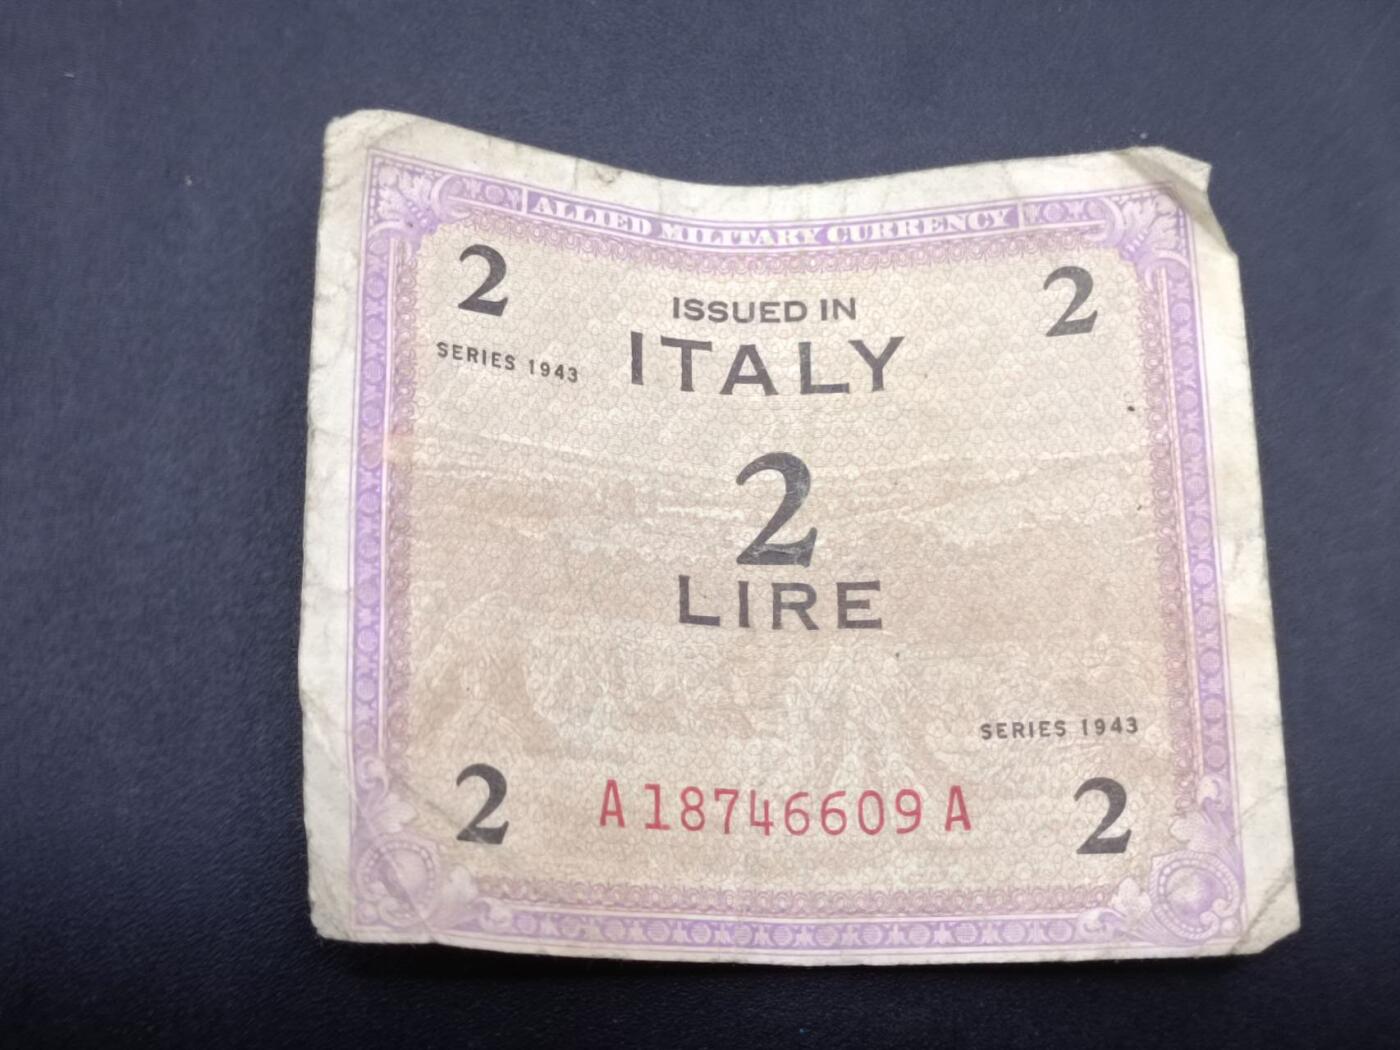 ALLIED MILITARY CURRENCY
2 2
ISSUED IN
SERIES 1943
ITALY
2
LIRE
SERIES 1943
2 A18746609A 2